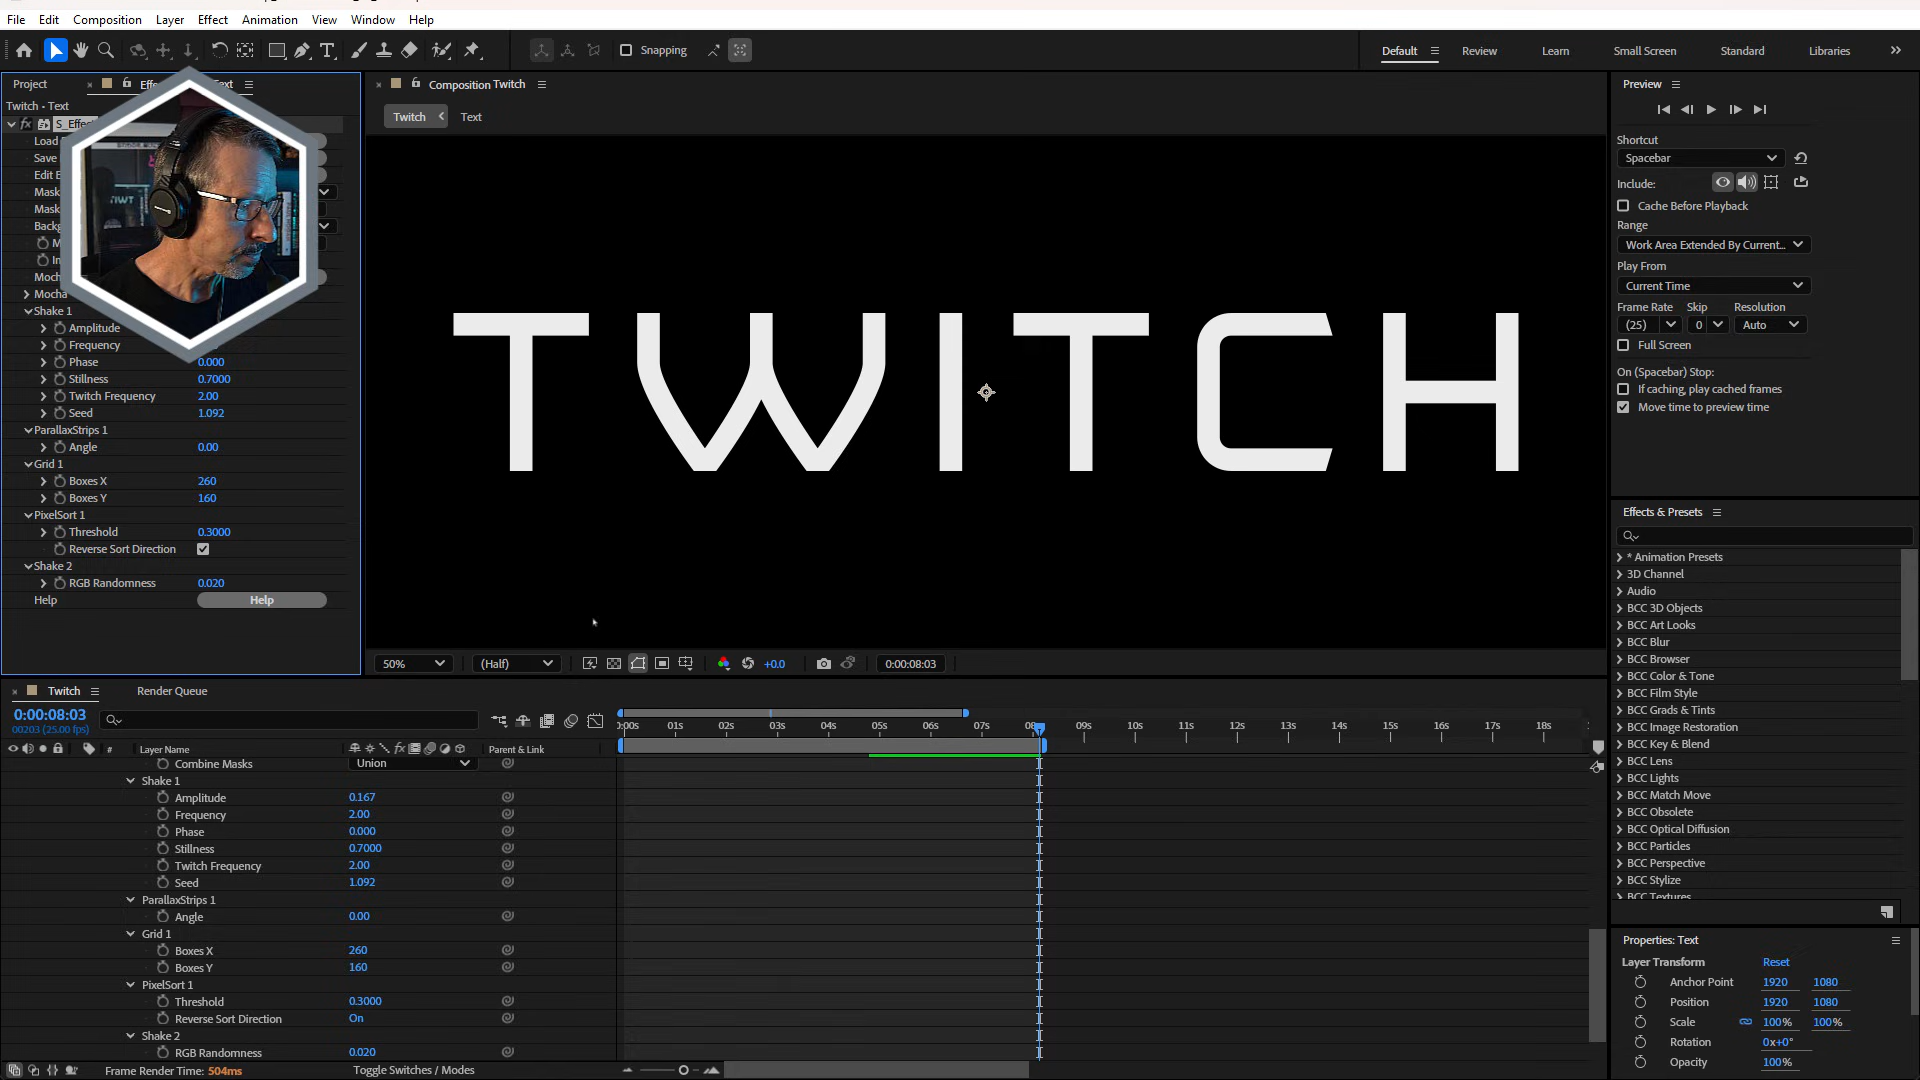 File Edit Composition Layer Effect Animation View Window Help
Snapping
Default Review Learn Small Screen Standard Libraries
Project
Text
Composition Twitch
Twitch Text
Twitch • Text
S_Effec
Load
Save
Edit E
Mask
Mask
Backg
M
In
Moch
Mocha
Shake 1
Amplitude
Frequency
Phase 0.000
Stillness 0.7000
Twitch Frequency 2.00
Seed 1.092
ParallaxStrips 1
Angle 0.00
Grid 1
Boxes X 260
Boxes Y 160
PixelSort 1
Threshold 0.3000
Reverse Sort Direction
Shake 2
RGB Randomness 0.020
Help Help
TWITCH
50% (Half) +0.0 0:00:08:03
Preview
Shortcut
Spacebar
Include:
Cache Before Playback
Range
Work Area Extended By Current...
Play From
Current Time
Frame Rate Skip Resolution
(25) 0 Auto
Full Screen
On (Spacebar) Stop:
If caching, play cached frames
Move time to preview time
Effects & Presets
* Animation Presets
3D Channel
Audio
BCC 3D Objects
BCC Art Looks
BCC Blur
BCC Browser
BCC Color & Tone
BCC Film Style
BCC Grads & Tints
BCC Image Restoration
BCC Key & Blend
BCC Lens
BCC Lights
BCC Match Move
BCC Obsolete
BCC Optical Diffusion
BCC Particles
BCC Perspective
BCC Stylize
BCC Textures
Properties: Text
Layer Transform Reset
Anchor Point 1920 1080
Position 1920 1080
Scale 100% 100%
Rotation 0x+0°
Opacity 100%
Twitch Render Queue
0:00:08:03
00203 (25.00 fps)
:00s 01s 02s 03s 04s 05s 06s 07s 08s 09s 10s 11s 12s 13s 14s 15s 16s 17s 18s
# Layer Name fx Parent & Link
Combine Masks Union
Shake 1
Amplitude 0.167
Frequency 2.00
Phase 0.000
Stillness 0.7000
Twitch Frequency 2.00
Seed 1.092
ParallaxStrips 1
Angle 0.00
Grid 1
Boxes X 260
Boxes Y 160
PixelSort 1
Threshold 0.3000
Reverse Sort Direction On
Shake 2
RGB Randomness 0.020
Frame Render Time: 504ms Toggle Switches / Modes